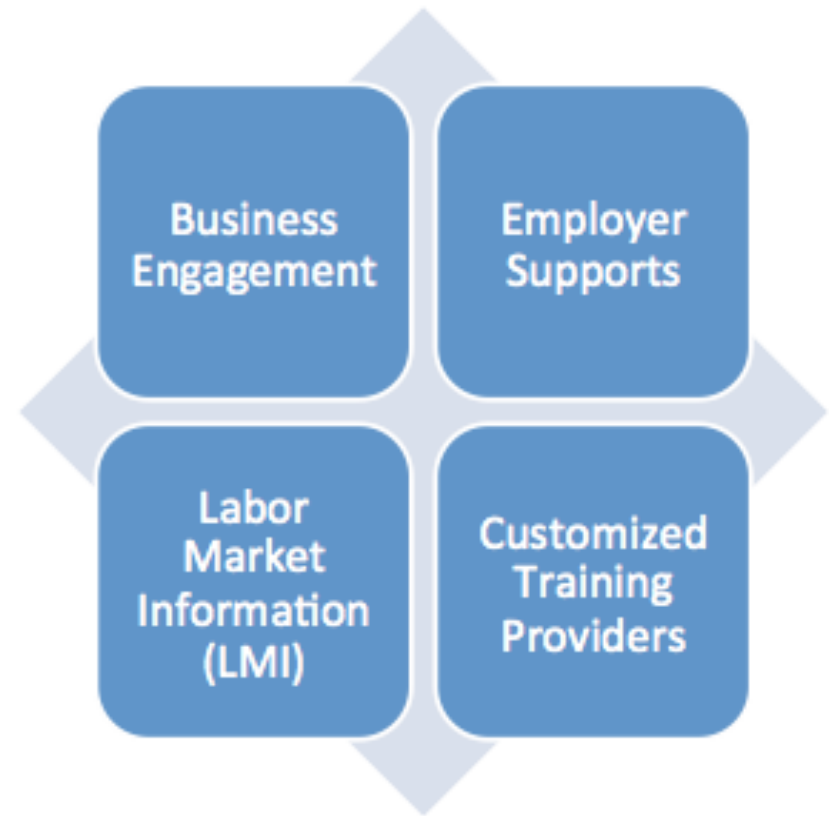 Business
Engagement
Employer
Supports
Labor
Market
Information
(LMI)
Customized
Training
Providers